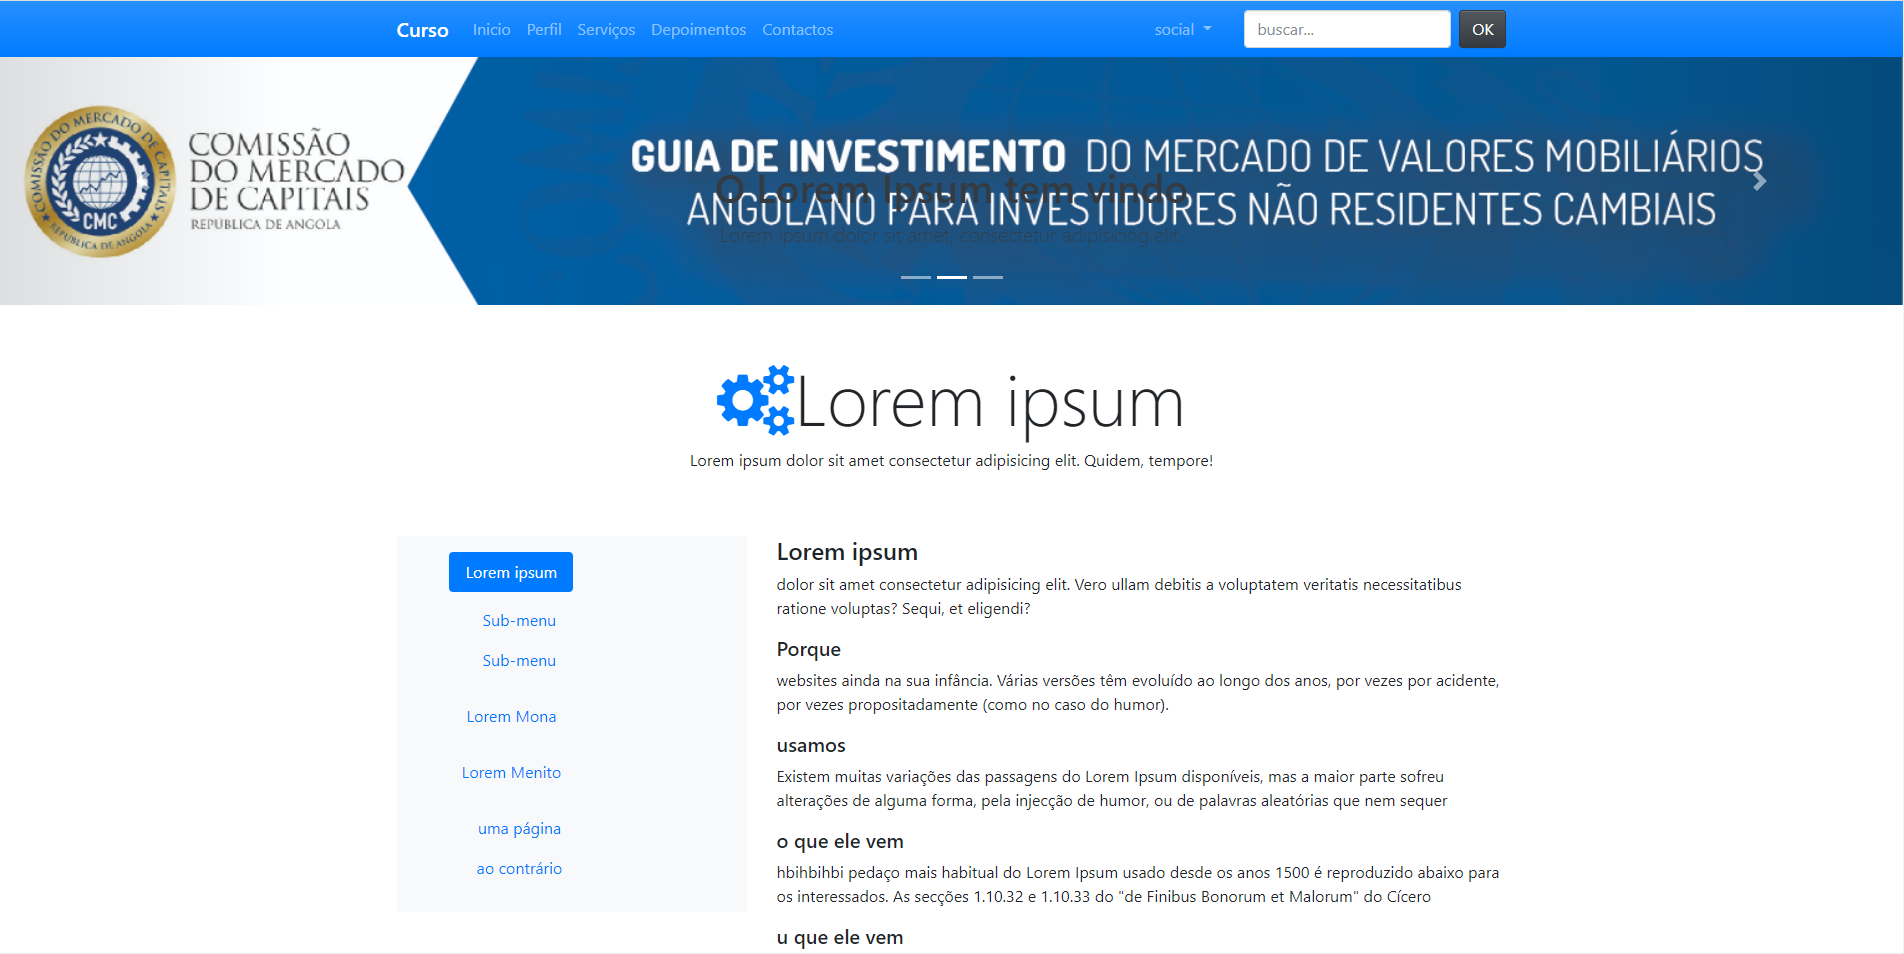 Curso Inicio Perfil Serviços Depoimentos Contactos social buscar... OK
COMISSÃO DO MERCADO DE CAPITAIS
COMISSÃO
DO MERCADO
DE CAPITAIS
REPÚBLICA DE ANGOLA
CMC
REPÚBLICA DE ANGOLA
GUIA DE INVESTIMENTO DO MERCADO DE VALORES MOBILIÁRIOS
ANGOLANO PARA INVESTIDORES NÃO RESIDENTES CAMBIAIS
O Lorem Ipsum tem vindo
Lorem ipsum dolor sit amet, consectetur adipisicing elit.
Lorem ipsum
Lorem ipsum dolor sit amet consectetur adipisicing elit. Quidem, tempore!
Lorem ipsum
Sub-menu
Sub-menu
Lorem Mona
Lorem Menito
uma página
ao contrário
Lorem ipsum
dolor sit amet consectetur adipisicing elit. Vero ullam debitis a voluptatem veritatis necessitatibus
ratione voluptas? Sequi, et eligendi?
Porque
websites ainda na sua infância. Várias versões têm evoluído ao longo dos anos, por vezes por acidente,
por vezes propositadamente (como no caso do humor).
usamos
Existem muitas variações das passagens do Lorem Ipsum disponíveis, mas a maior parte sofreu
alterações de alguma forma, pela injecção de humor, ou de palavras aleatórias que nem sequer
o que ele vem
hbihbihbi pedaço mais habitual do Lorem Ipsum usado desde os anos 1500 é reproduzido abaixo para
os interessados. As secções 1.10.32 e 1.10.33 do "de Finibus Bonorum et Malorum" do Cícero
u que ele vem